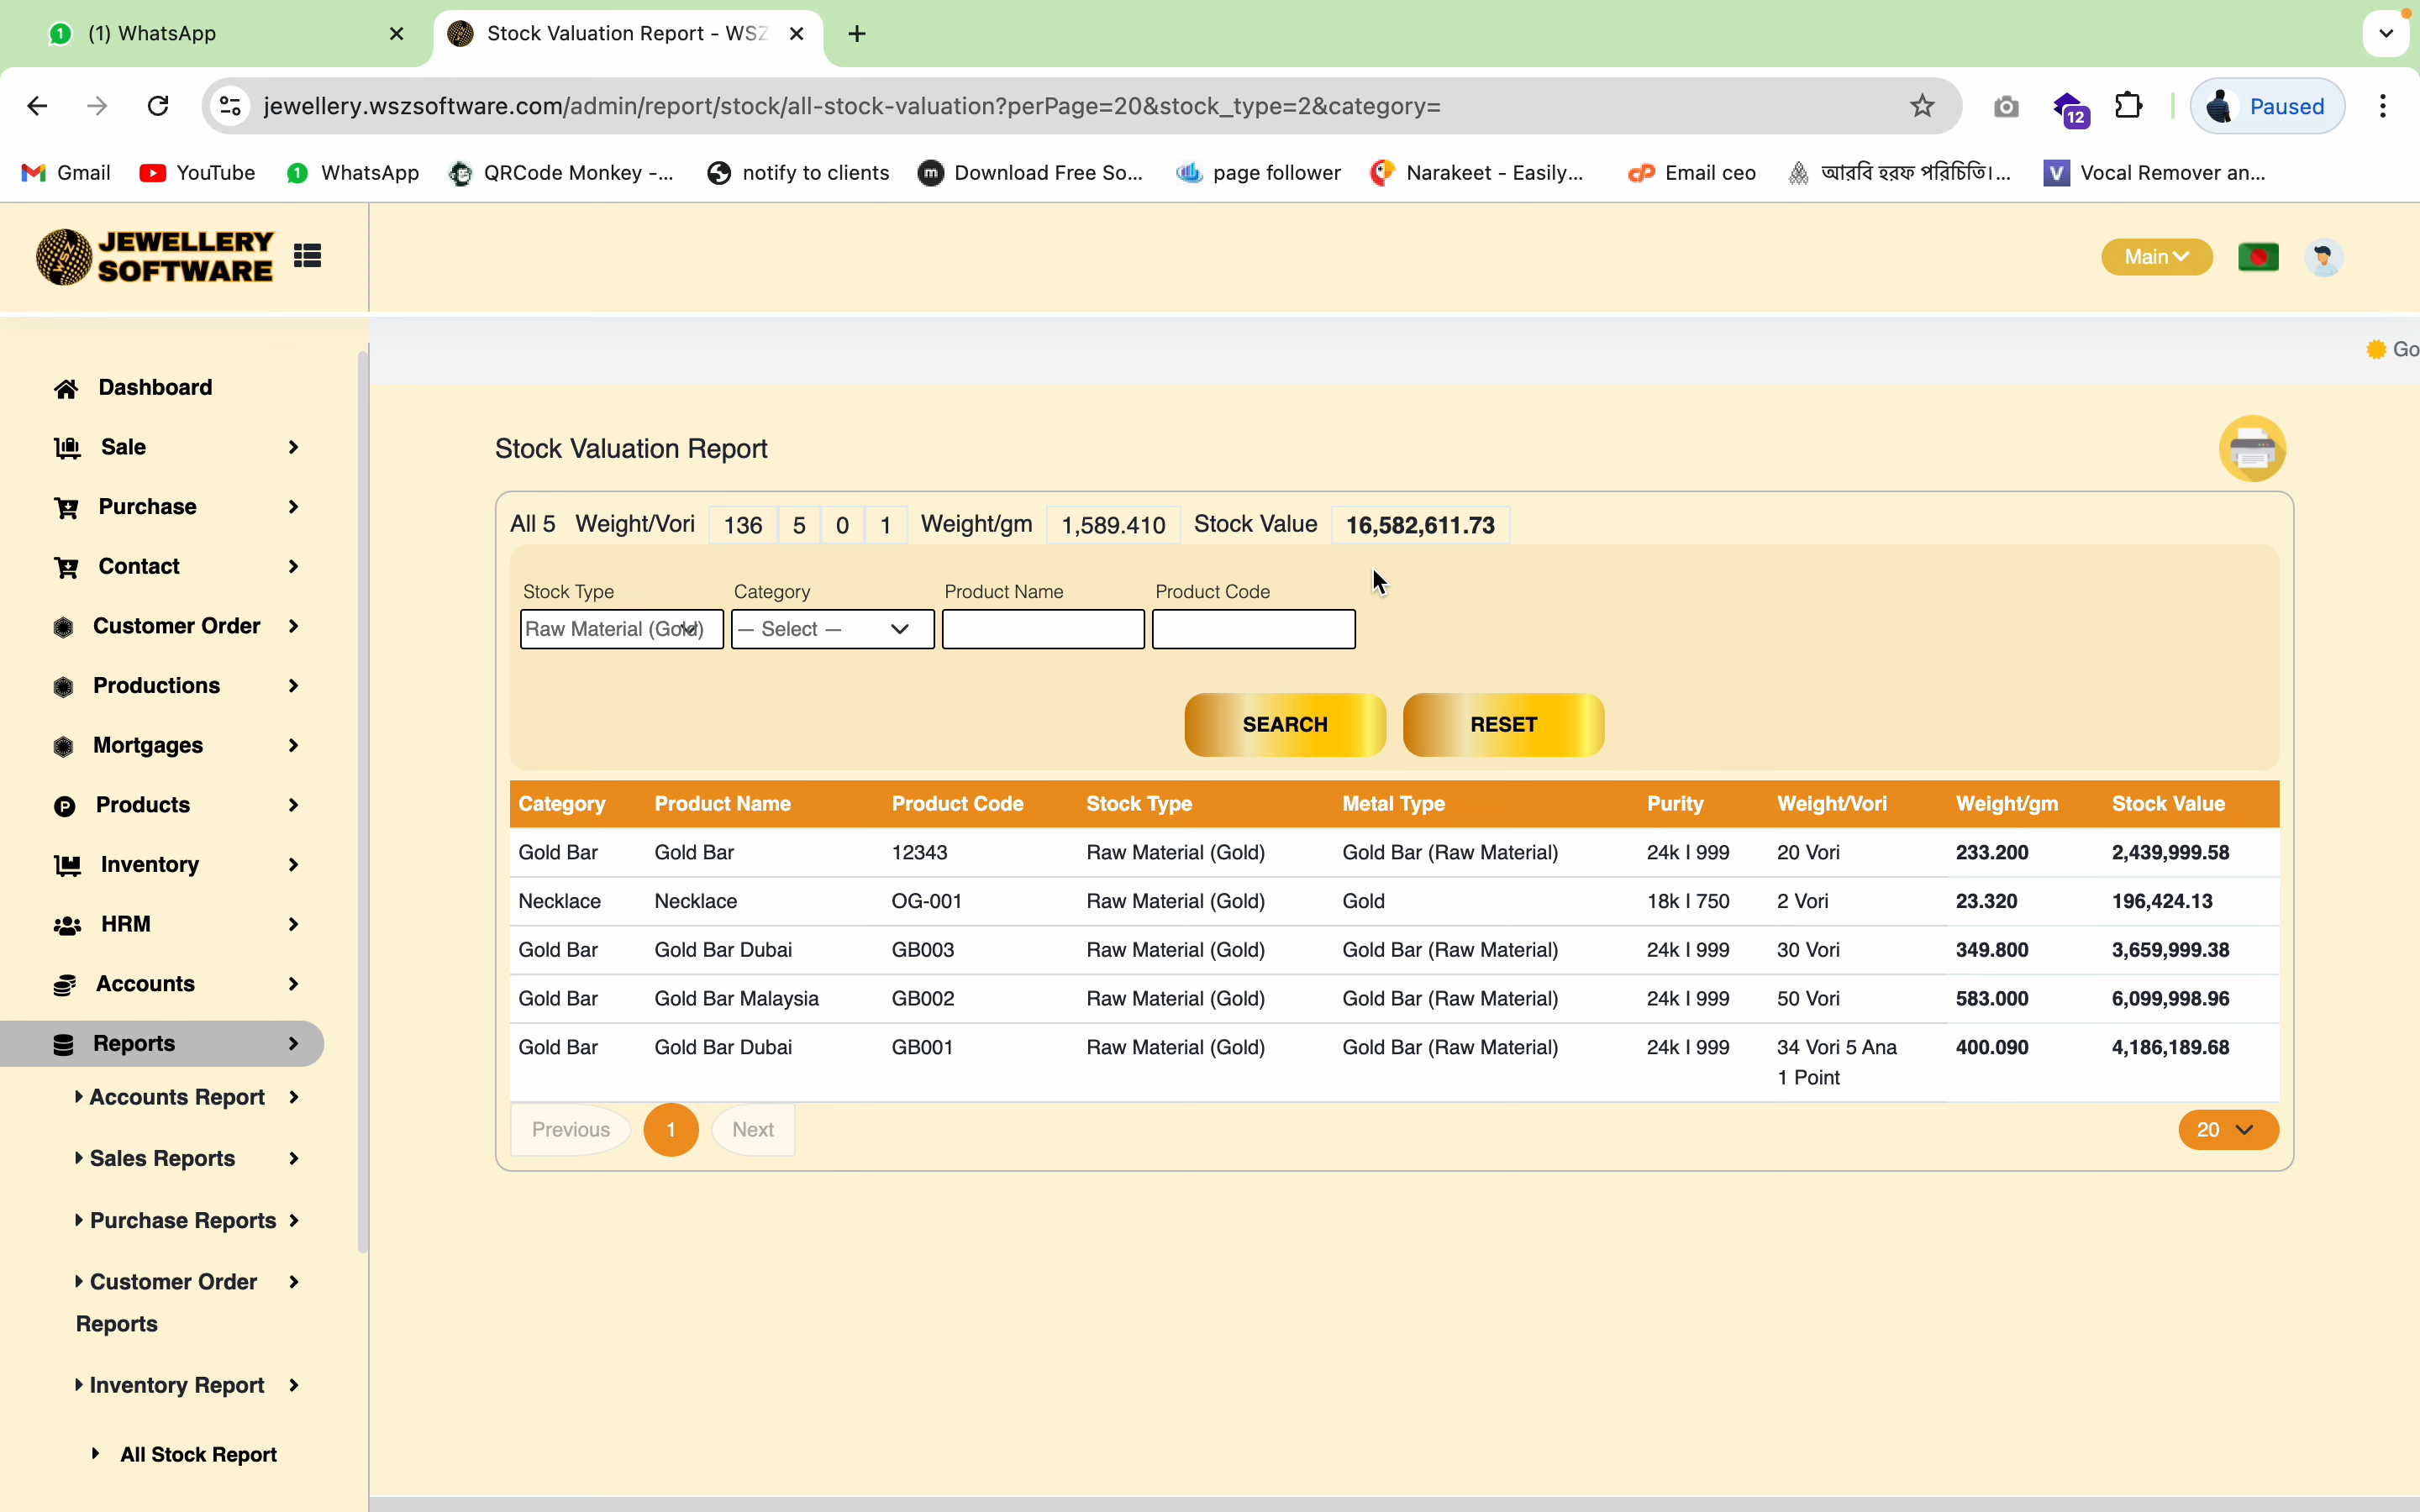 (1) WhatsApp
Stock Valuation Report - WSZ
jewellery.wszsoftware.com/admin/report/stock/all-stock-valuation?perPage=20&stock_type=2&category=
12
Paused
Gmail YouTube WhatsApp QRCode Monkey -... notify to clients Download Free So... page follower Narakeet - Easily... Email ceo আরবি হরফ পরিচিতি।... Vocal Remover an...
WSZ
JEWELLERY
SOFTWARE
Main
Go
Dashboard
Sale
Purchase
Contact
Customer Order
Productions
Mortgages
Products
Inventory
HRM
Accounts
Reports
Accounts Report
Sales Reports
Purchase Reports
Customer Order
Reports
Inventory Report
All Stock Report
Stock Valuation Report
All 5 Weight/Vori 136 5 0 1 Weight/gm 1,589.410 Stock Value 16,582,611.73
Stock Type Category Product Name Product Code
Raw Material (Gold) — Select —
SEARCH RESET
Category Product Name Product Code Stock Type Metal Type Purity Weight/Vori Weight/gm Stock Value
Gold Bar Gold Bar 12343 Raw Material (Gold) Gold Bar (Raw Material) 24k I 999 20 Vori 233.200 2,439,999.58
Necklace Necklace OG-001 Raw Material (Gold) Gold 18k I 750 2 Vori 23.320 196,424.13
Gold Bar Gold Bar Dubai GB003 Raw Material (Gold) Gold Bar (Raw Material) 24k I 999 30 Vori 349.800 3,659,999.38
Gold Bar Gold Bar Malaysia GB002 Raw Material (Gold) Gold Bar (Raw Material) 24k I 999 50 Vori 583.000 6,099,998.96
Gold Bar Gold Bar Dubai GB001 Raw Material (Gold) Gold Bar (Raw Material) 24k I 999 34 Vori 5 Ana 400.090 4,186,189.68
1 Point
Previous 1 Next
20